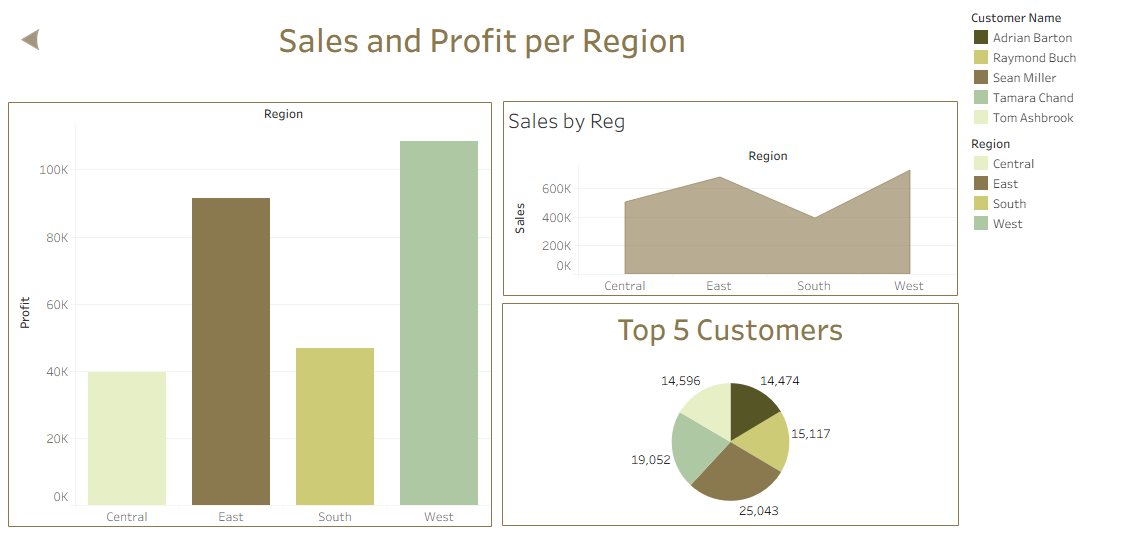 Sales and Profit per Region
Region
Profit
100K
80K
60K
40K
20K
0K
Central
East
South
West
Sales by Reg
Region
Sales
600K
400K
200K
0K
Central
East
South
West
Top 5 Customers
14,596
14,474
15,117
19,052
25,043
Customer Name
Adrian Barton
Raymond Buch
Sean Miller
Tamara Chand
Tom Ashbrook
Region
Central
East
South
West